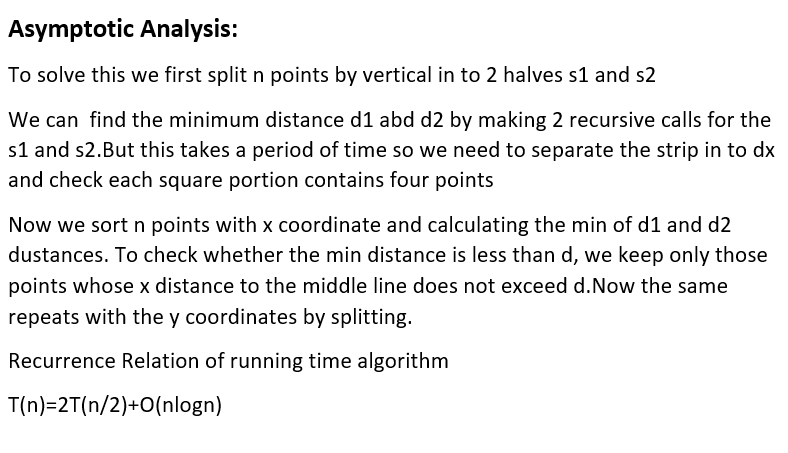 Asymptotic Analysis:
To solve this we first split n points by vertical in to 2 halves s1 and s2
We can  find the minimum distance d1 abd d2 by making 2 recursive calls for the
s1 and s2.But this takes a period of time so we need to separate the strip in to dx
and check each square portion contains four points
Now we sort n points with x coordinate and calculating the min of d1 and d2
dustances. To check whether the min distance is less than d, we keep only those
points whose x distance to the middle line does not exceed d.Now the same
repeats with the y coordinates by splitting.
Recurrence Relation of running time algorithm
T(n)=2T(n/2)+O(nlogn)